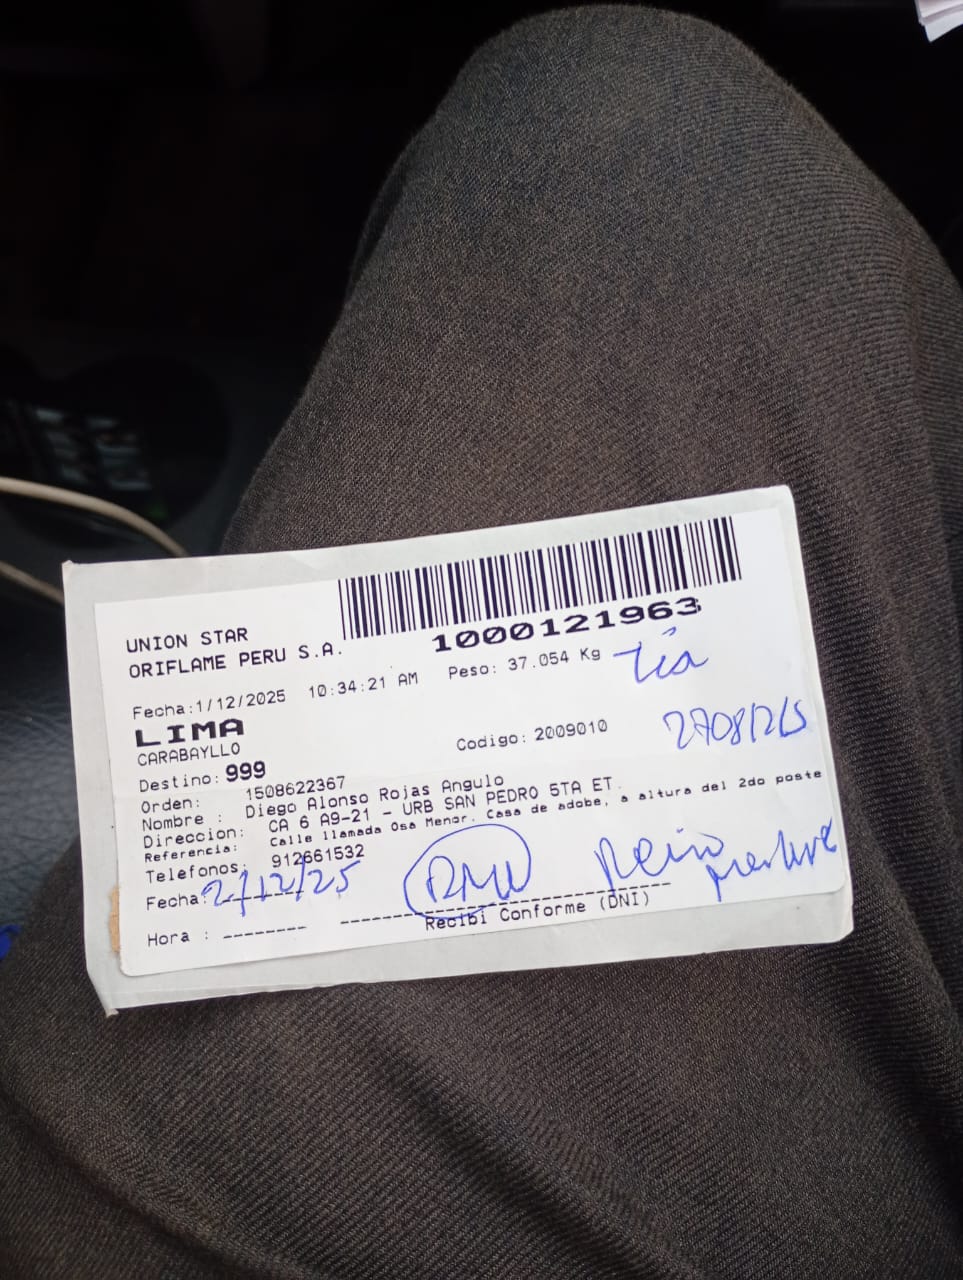 UNION STAR
ORIFLAME PERU S.A.
1000121963
Fecha:1/12/2025 10:34:21 AM Peso: 37.054 Kg
Tía
LIMA
CARABAYLLO
Codigo: 2009010
Destino: 999
Orden: 1508622367
Nombre : Diego Alonso Rojas Angulo
Direccion: CA 6 A9-21 - URB SAN PEDRO 5TA ET.
Referencia: Calle llamada Osa Menor. Casa de adobe, a altura del 2do poste
Telefonos: 912661532
Fecha: 2/12/25
Hora :
Recibi Conforme (DNI)